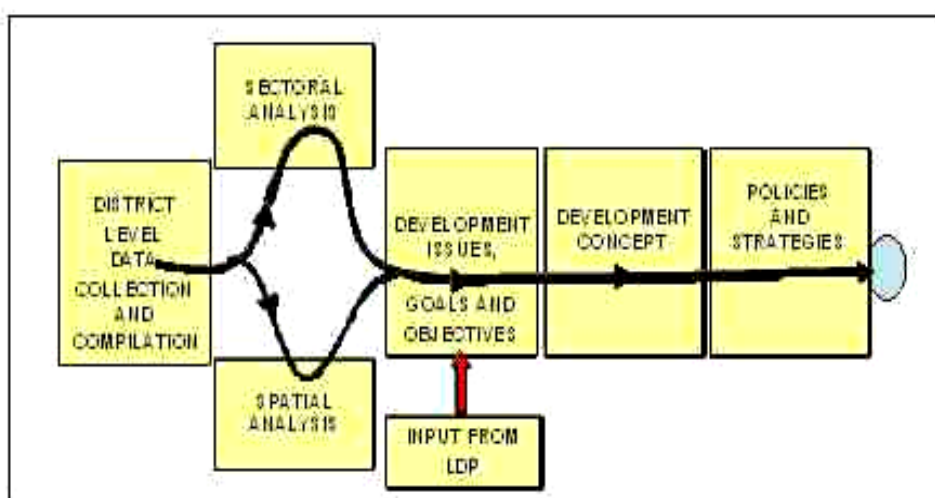 SECTORAL
ANALYSIS
DISTRICT
LEVEL
DATA
COLLECTION
AND
COMPILATION
SPATIAL
ANALYSIS
DEVELOPMENT
ISSUES,
GOALS AND
OBJECTIVES
INPUT FROM
LDP
DEVELOPMENT
CONCEPT
POLICIES
AND
STRATEGIES